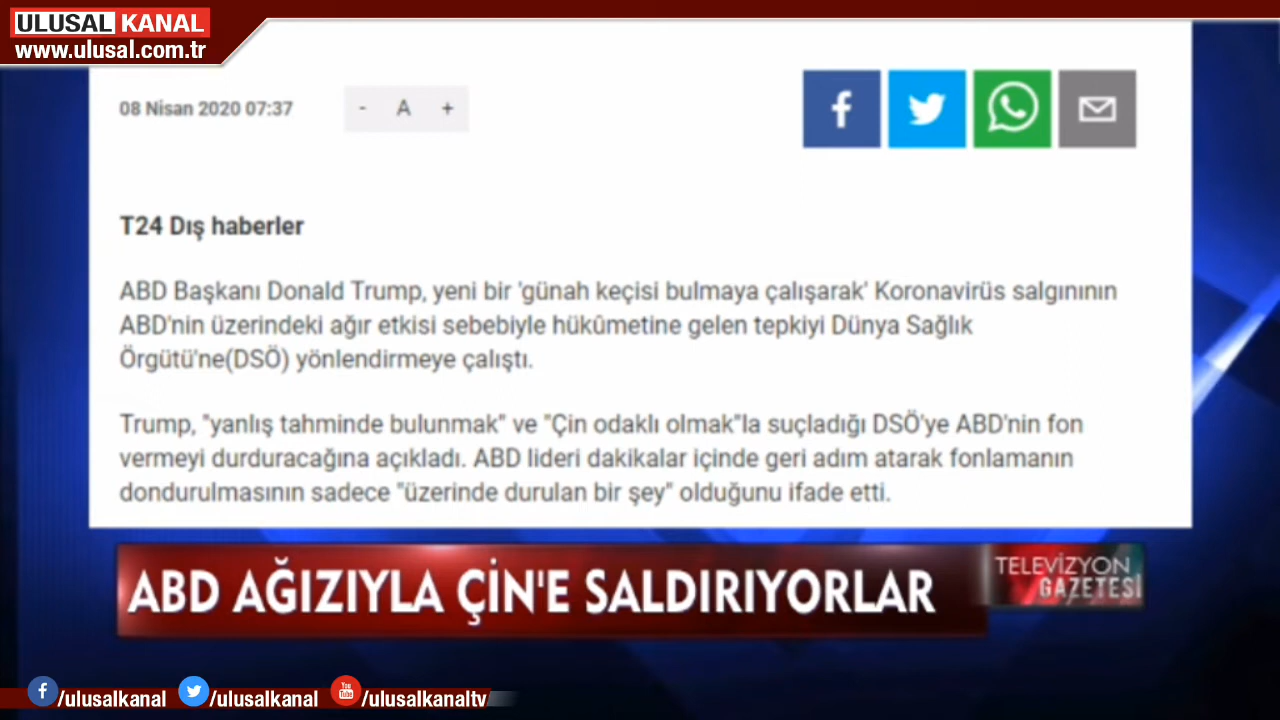 ULUSAL KANAL
www.ulusal.com.tr
08 Nisan 2020 07:37
- A +
T24 Dış haberler
ABD Başkanı Donald Trump, yeni bir 'günah keçisi bulmaya çalışarak' Koronavirüs salgınının
ABD'nin üzerindeki ağır etkisi sebebiyle hükûmetine gelen tepkiyi Dünya Sağlık
Örgütü'ne(DSÖ) yönlendirmeye çalıştı.
Trump, "yanlış tahminde bulunmak" ve "Çin odaklı olmak"la suçladığı DSÖ'ye ABD'nin fon
vermeyi durduracağına açıkladı. ABD lideri dakikalar içinde geri adım atarak fonlamanın
dondurulmasının sadece "üzerinde durulan bir şey" olduğunu ifade etti.
ABD AĞIZIYLA ÇİN'E SALDIRIYORLAR
TELEVİZYON
GAZETESİ
/ulusalkanal /ulusalkanal You Tube /ulusalkanaltv